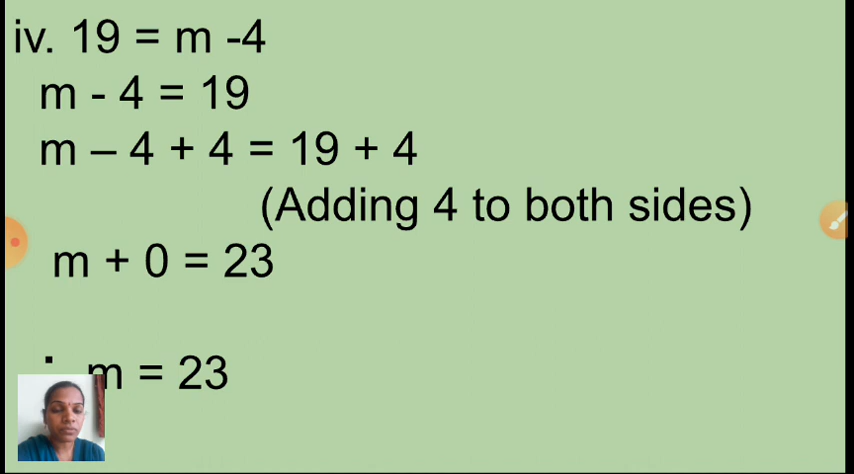 iv. 19 = m -4
m - 4 = 19
m – 4 + 4 = 19 + 4
(Adding 4 to both sides)
m + 0 = 23
m = 23